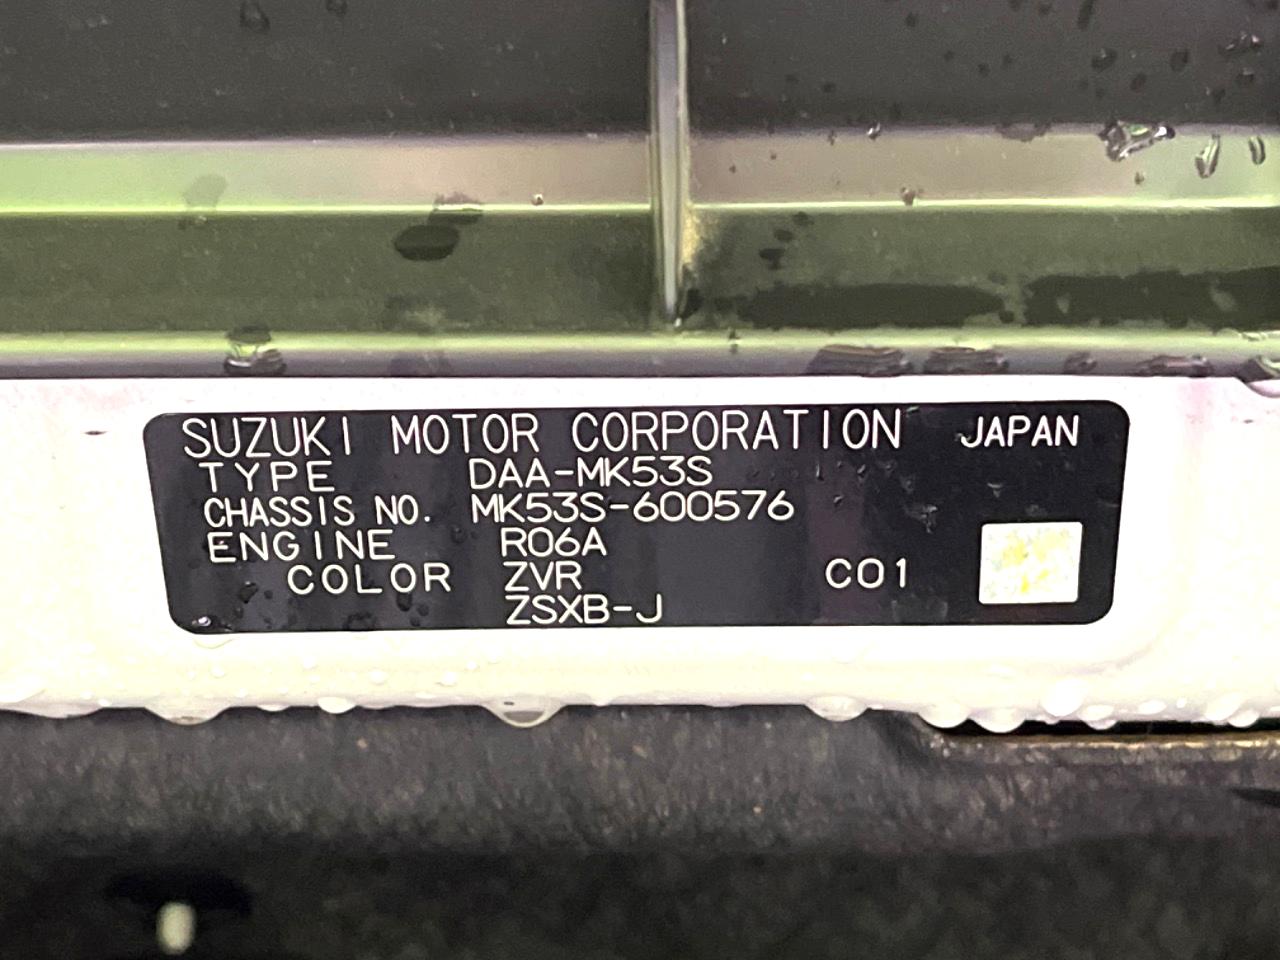 SUZUKI MOTOR CORPORATION JAPAN
TYPE DAA-MK53S
CHASSIS NO. MK53S-600576
ENGINE R06A
COLOR ZVR C01
ZSXB-J